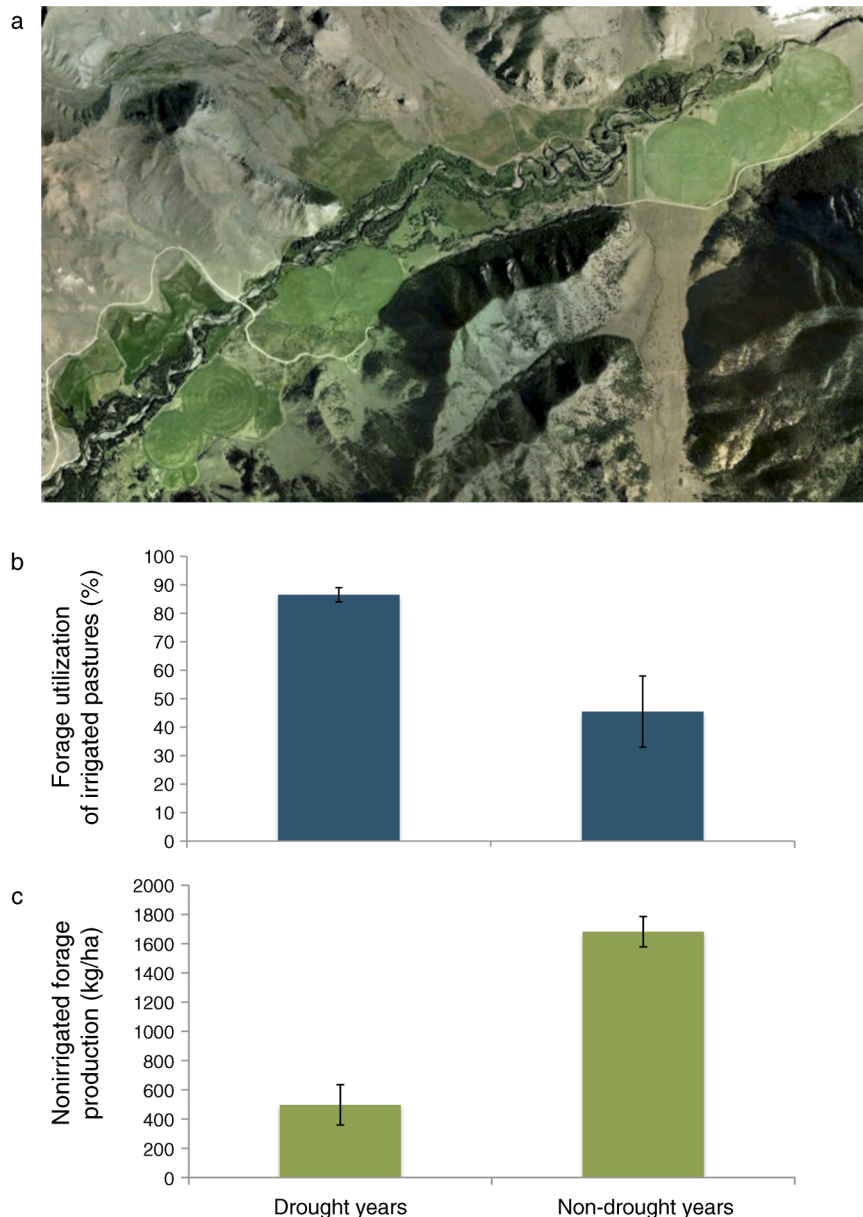 a
b
Forage utilization
of irrigated pastures (%)
100
90
80
70
60
50
40
30
20
10
0
c
Nonirrigated forage
production (kg/ha)
2000
1800
1600
1400
1200
1000
800
600
400
200
0
Drought years
Non-drought years